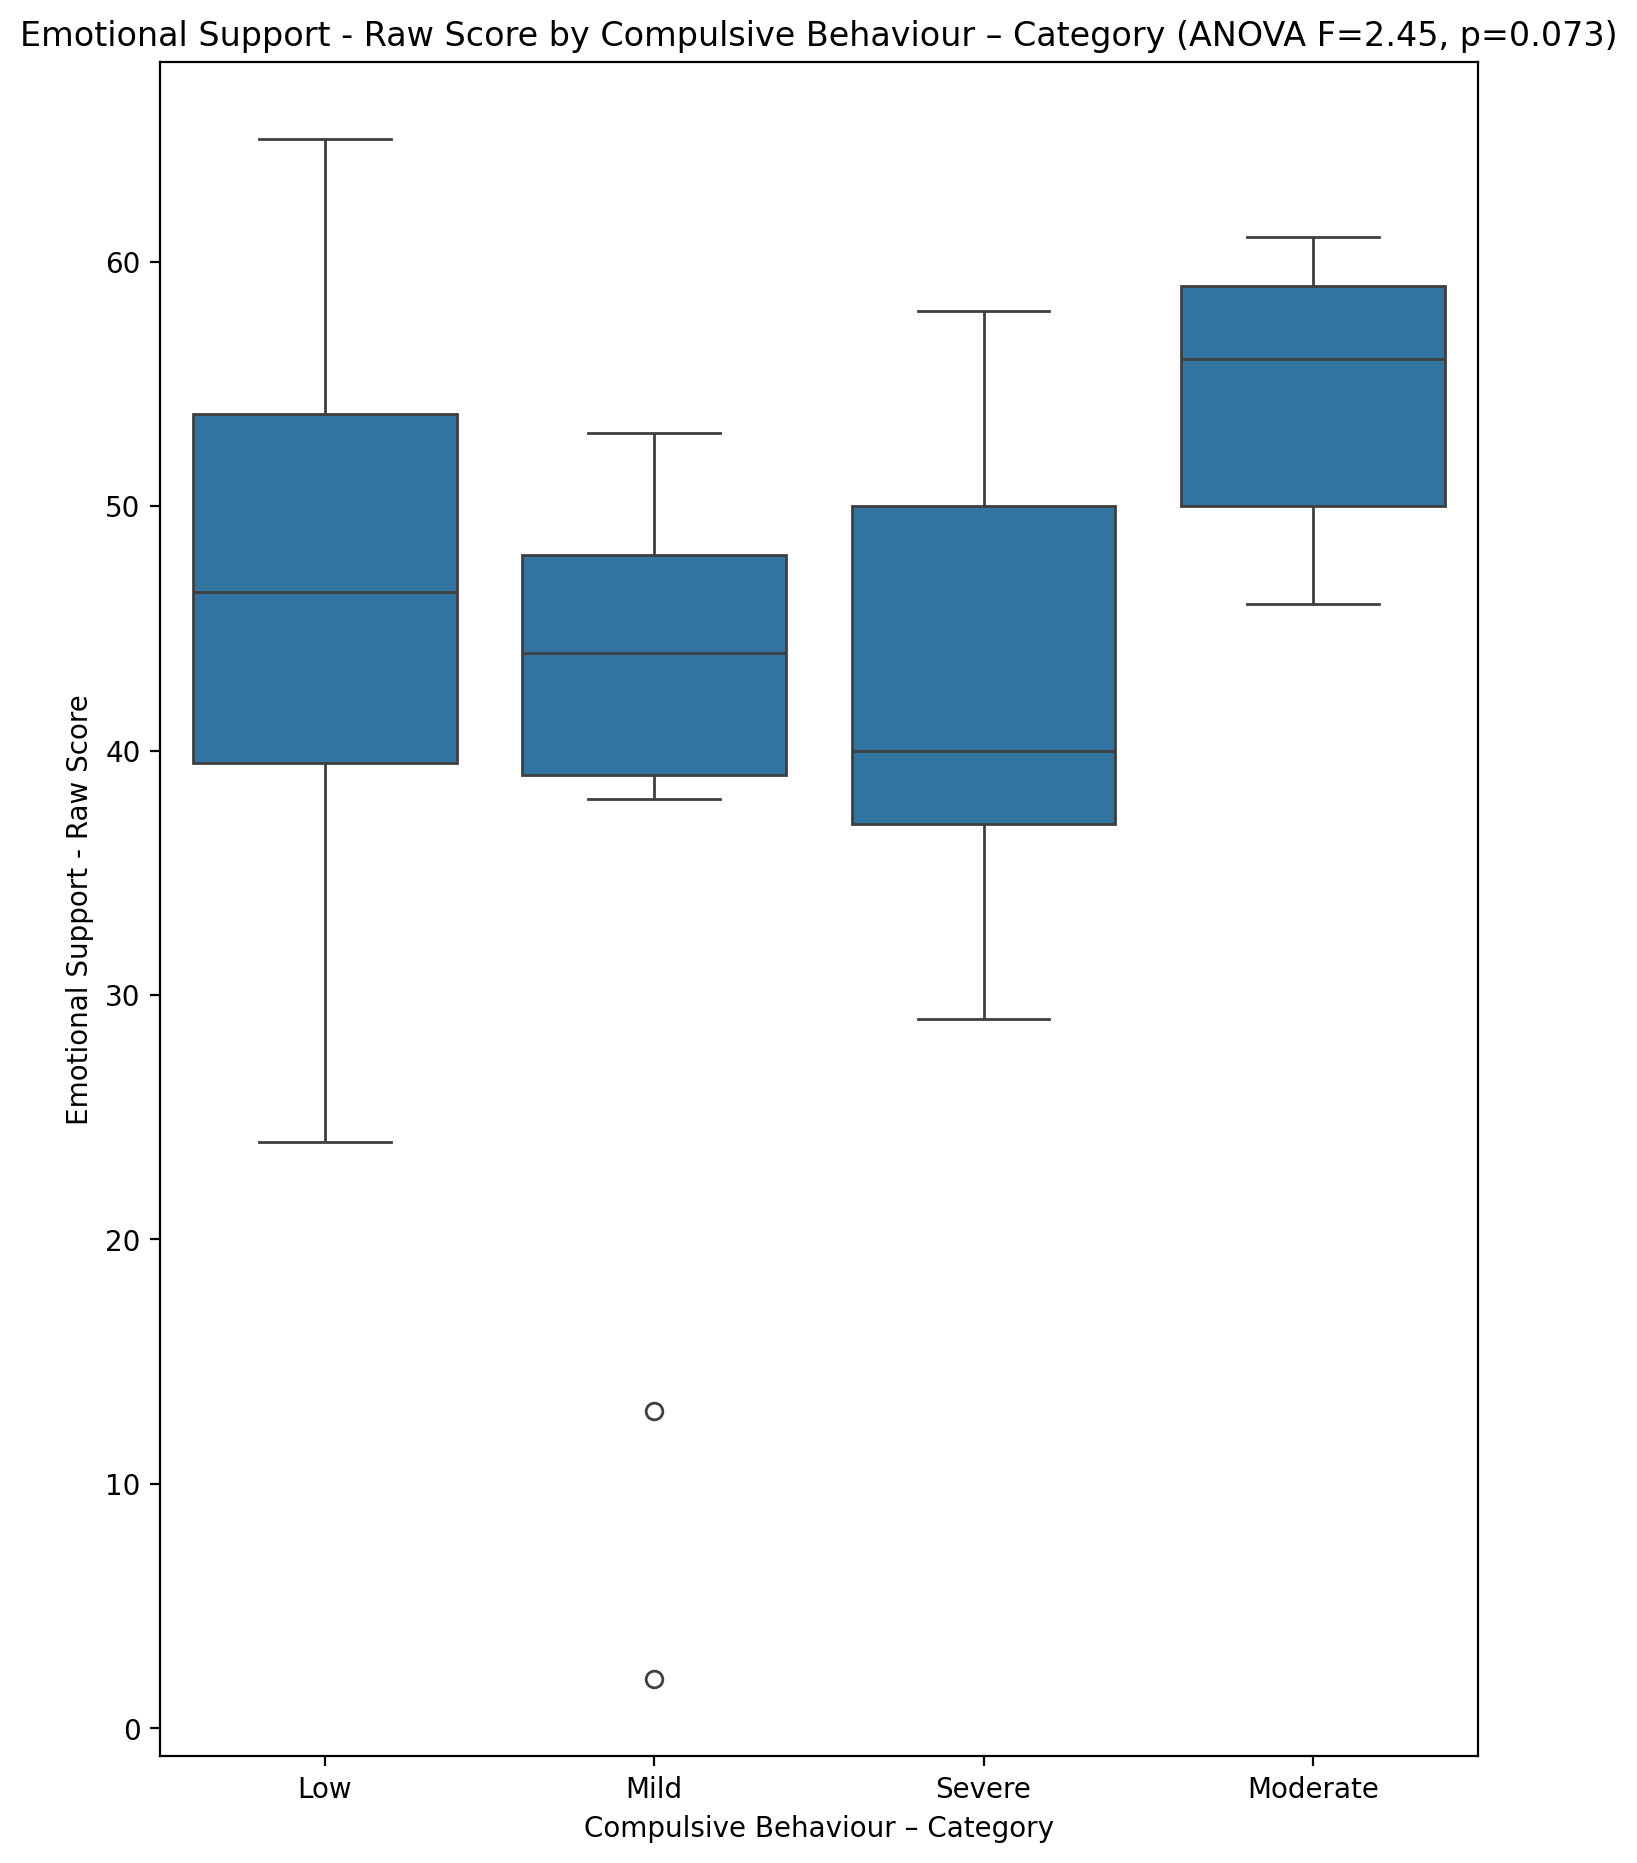 Emotional Support - Raw Score by Compulsive Behaviour – Category (ANOVA F=2.45, p=0.073)
Emotional Support - Raw Score
60
50
40
30
20
10
0
Low Mild Severe Moderate
Compulsive Behaviour – Category